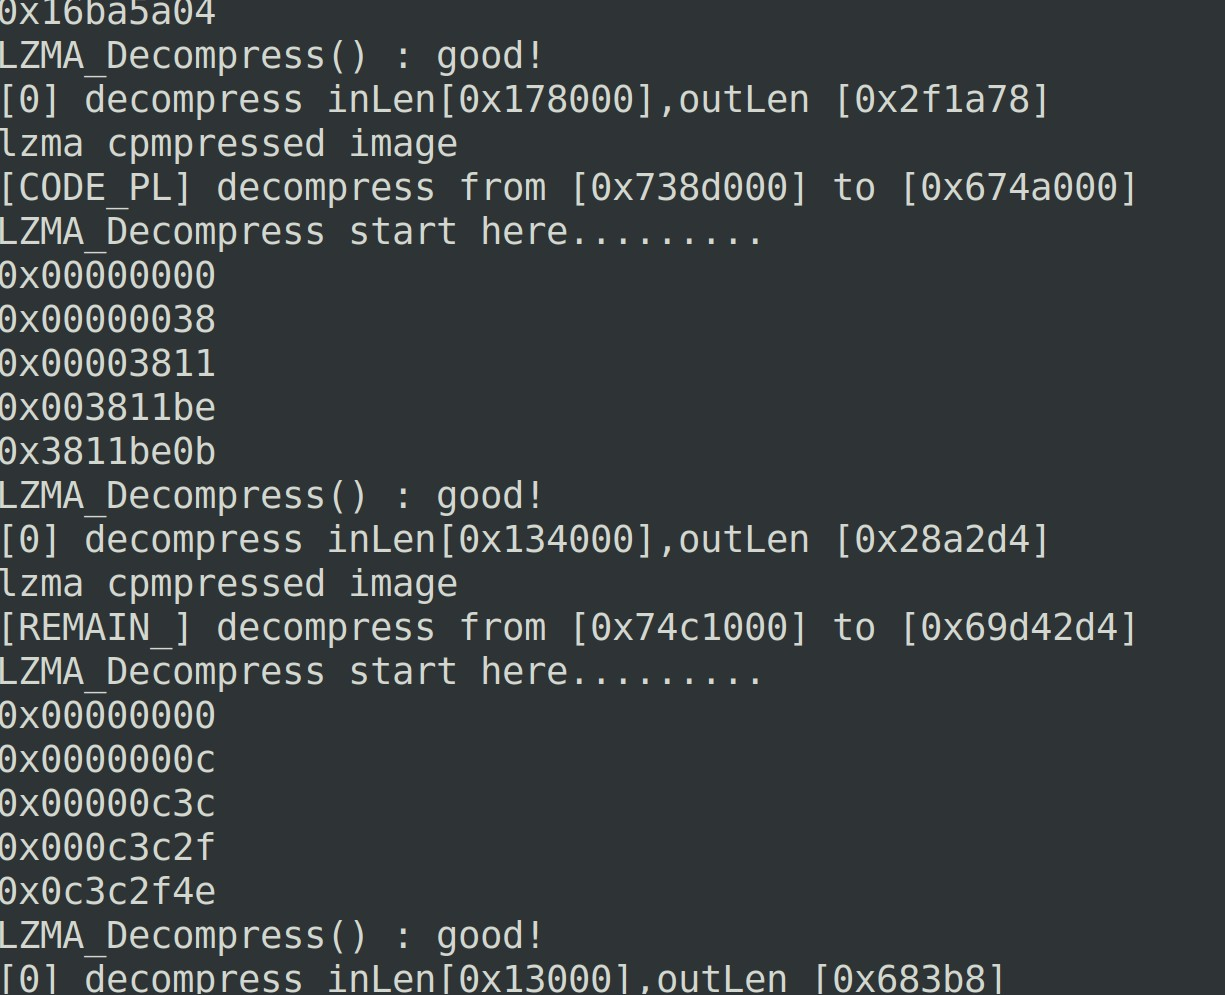 0x16ba5a04
LZMA_Decompress() : good!
[0] decompress inLen[0x178000],outLen [0x2f1a78]
lzma cpmpressed image
[CODE_PL] decompress from [0x738d000] to [0x674a000]
LZMA_Decompress start here.........
0x00000000
0x00000038
0x00003811
0x003811be
0x3811be0b
LZMA_Decompress() : good!
[0] decompress inLen[0x134000],outLen [0x28a2d4]
lzma cpmpressed image
[REMAIN_] decompress from [0x74c1000] to [0x69d42d4]
LZMA_Decompress start here.........
0x00000000
0x0000000c
0x00000c3c
0x000c3c2f
0x0c3c2f4e
LZMA_Decompress() : good!
[0] decompress inLen[0x13000],outLen [0x683b8]